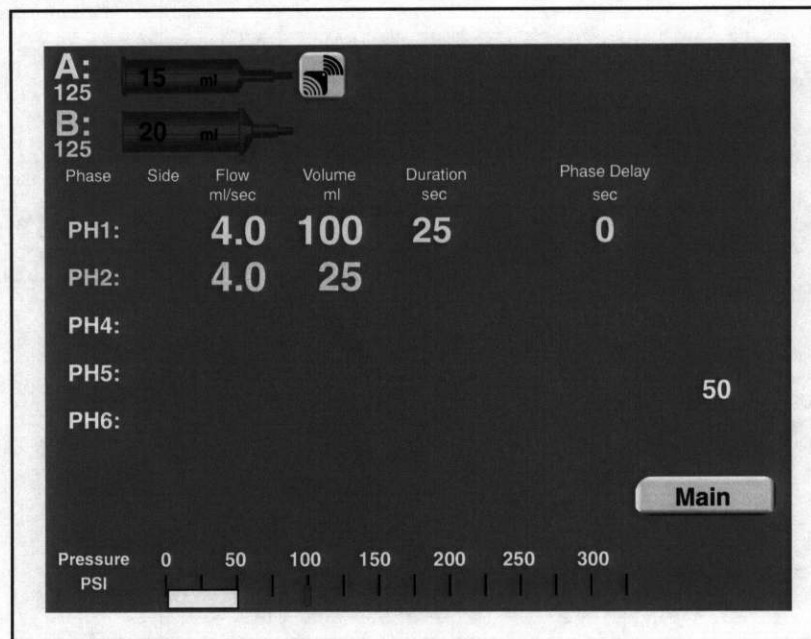 A:
125
15 ml
B:
125
20 ml
Phase Side Flow Volume Duration Phase Delay
ml/sec ml sec sec
PH1: 4.0 100 25 0
PH2: 4.0 25
PH4:
PH5:
50
PH6:
Main
Pressure 0 50 100 150 200 250 300
PSI